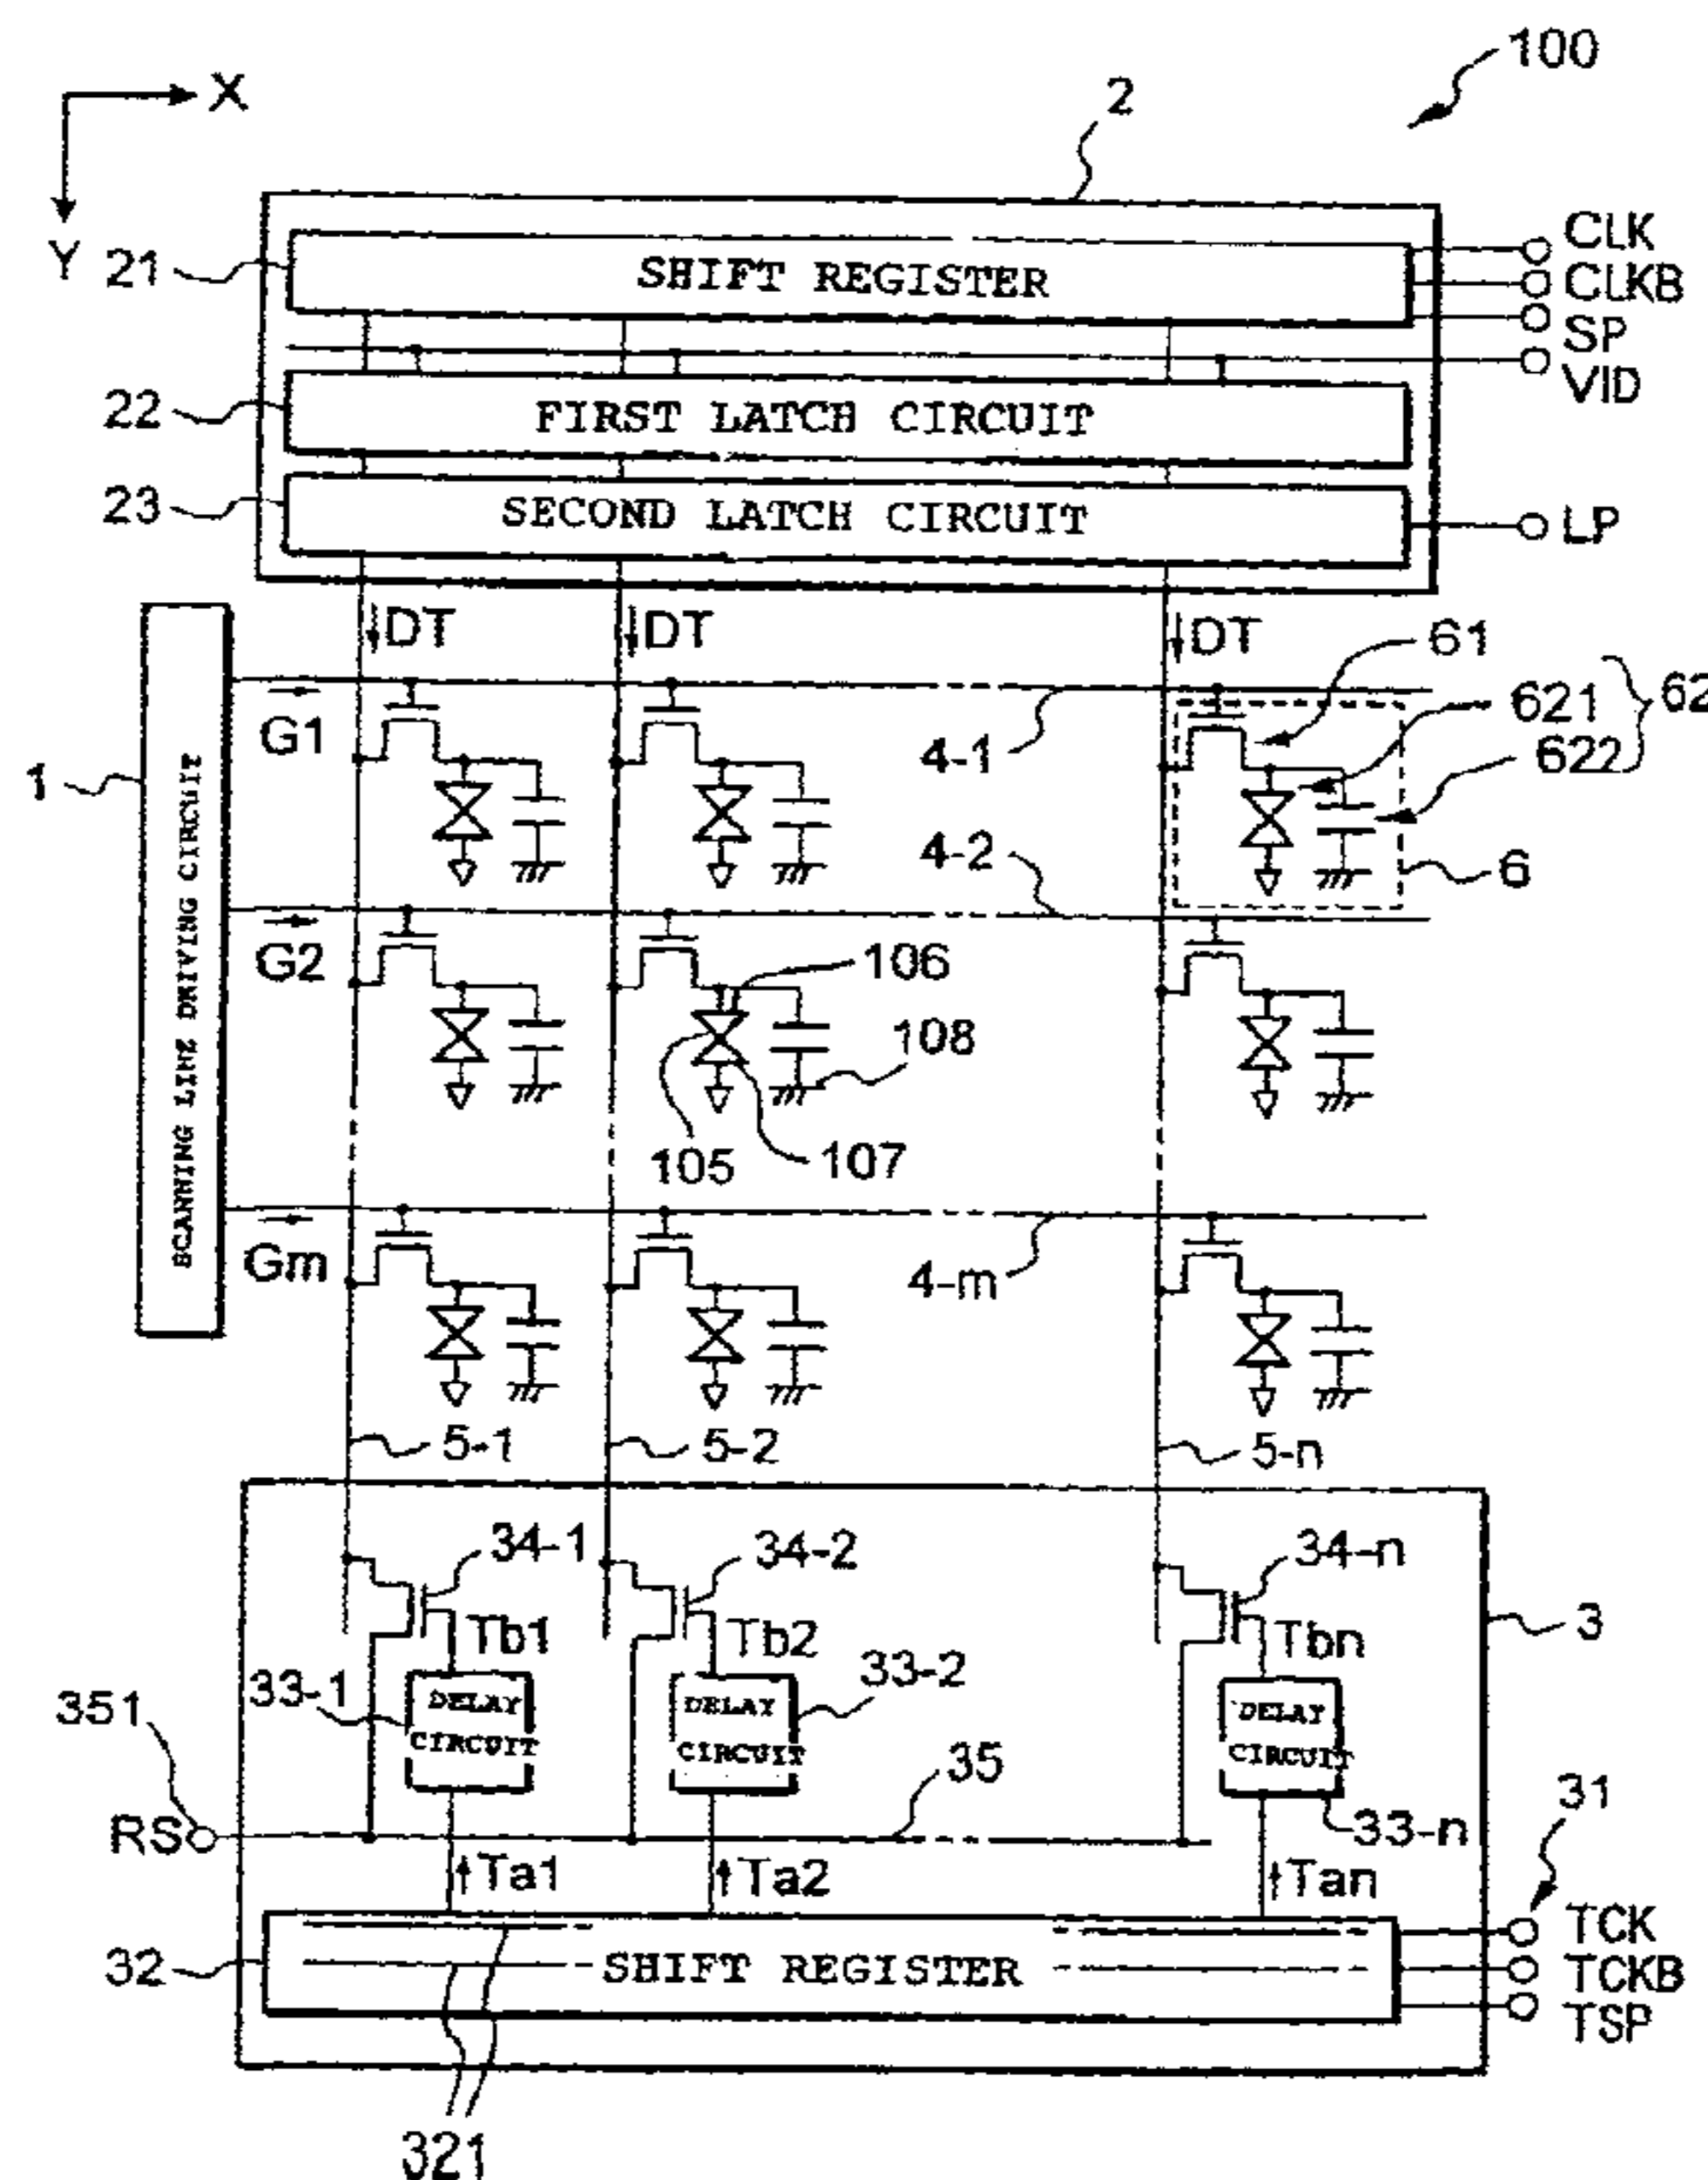 100
X
2
Y
21
SHIFT REGISTER
CLK
CLKB
SP
VID
22
FIRST LATCH CIRCUIT
23
SECOND LATCH CIRCUIT
LP
DT
DT
DT
61
62
621
622
G1
4-1
1
SCANNING LINE DRIVING CIRCUIT
4-2
6
G2
106
108
105
107
Gm
4-m
5-1
5-2
5-n
34-1
34-2
34-n
Tb1
Tb2
Tbn
3
33-1
33-2
351
DELAY
CIRCUIT
DELAY
CIRCUIT
DELAY
CIRCUIT
35
31
RS
33-n
Ta1
Ta2
Tan
32
SHIFT REGISTER
TCK
TCKB
TSP
321